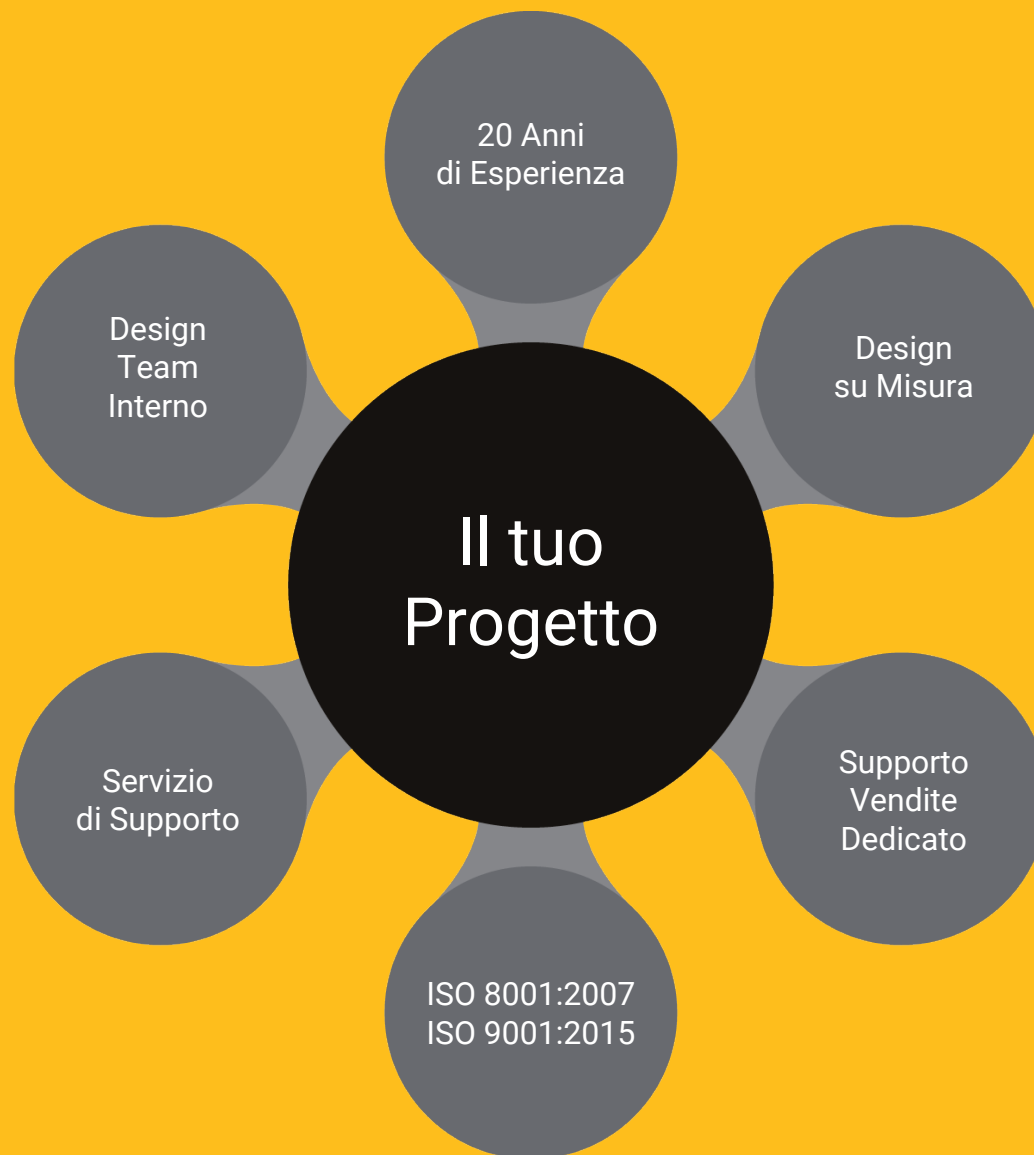 20 Anni
di Esperienza
Design
Team
Interno
Design
su Misura
Il tuo
Progetto
Servizio
di Supporto
Supporto
Vendite
Dedicato
ISO 8001:2007
ISO 9001:2015